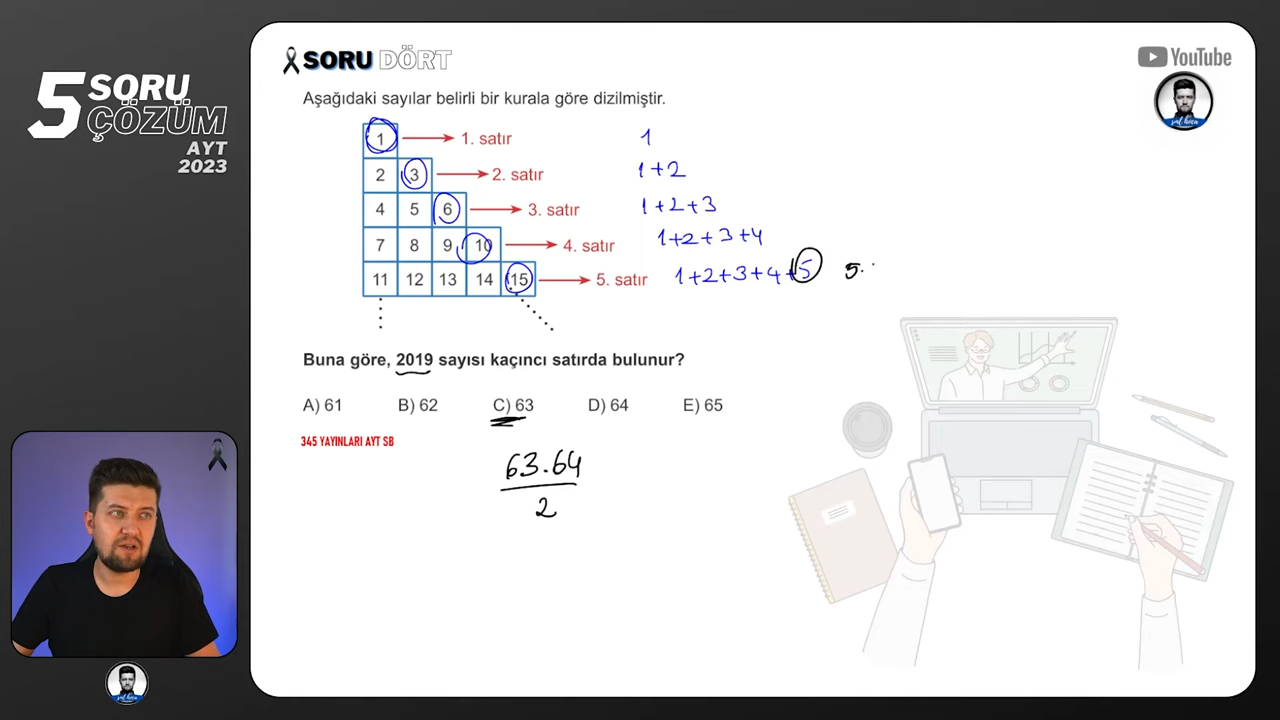 5 SORU
ÇÖZÜM
AYT
2023
SORU DÖRT
YouTube
Aşağıdaki sayılar belirli bir kurala göre dizilmiştir.
1 1. satır 1
2 3 2. satır 1+2
4 5 6 3. satır 1+2+3
7 8 9 10 4. satır 1+2+3+4
11 12 13 14 15 5. satır 1+2+3+4+5 5..
Buna göre, 2019 sayısı kaçıncı satırda bulunur?
A) 61 B) 62 C) 63 D) 64 E) 65
345 YAYINLARI AYT SB
63.64
2